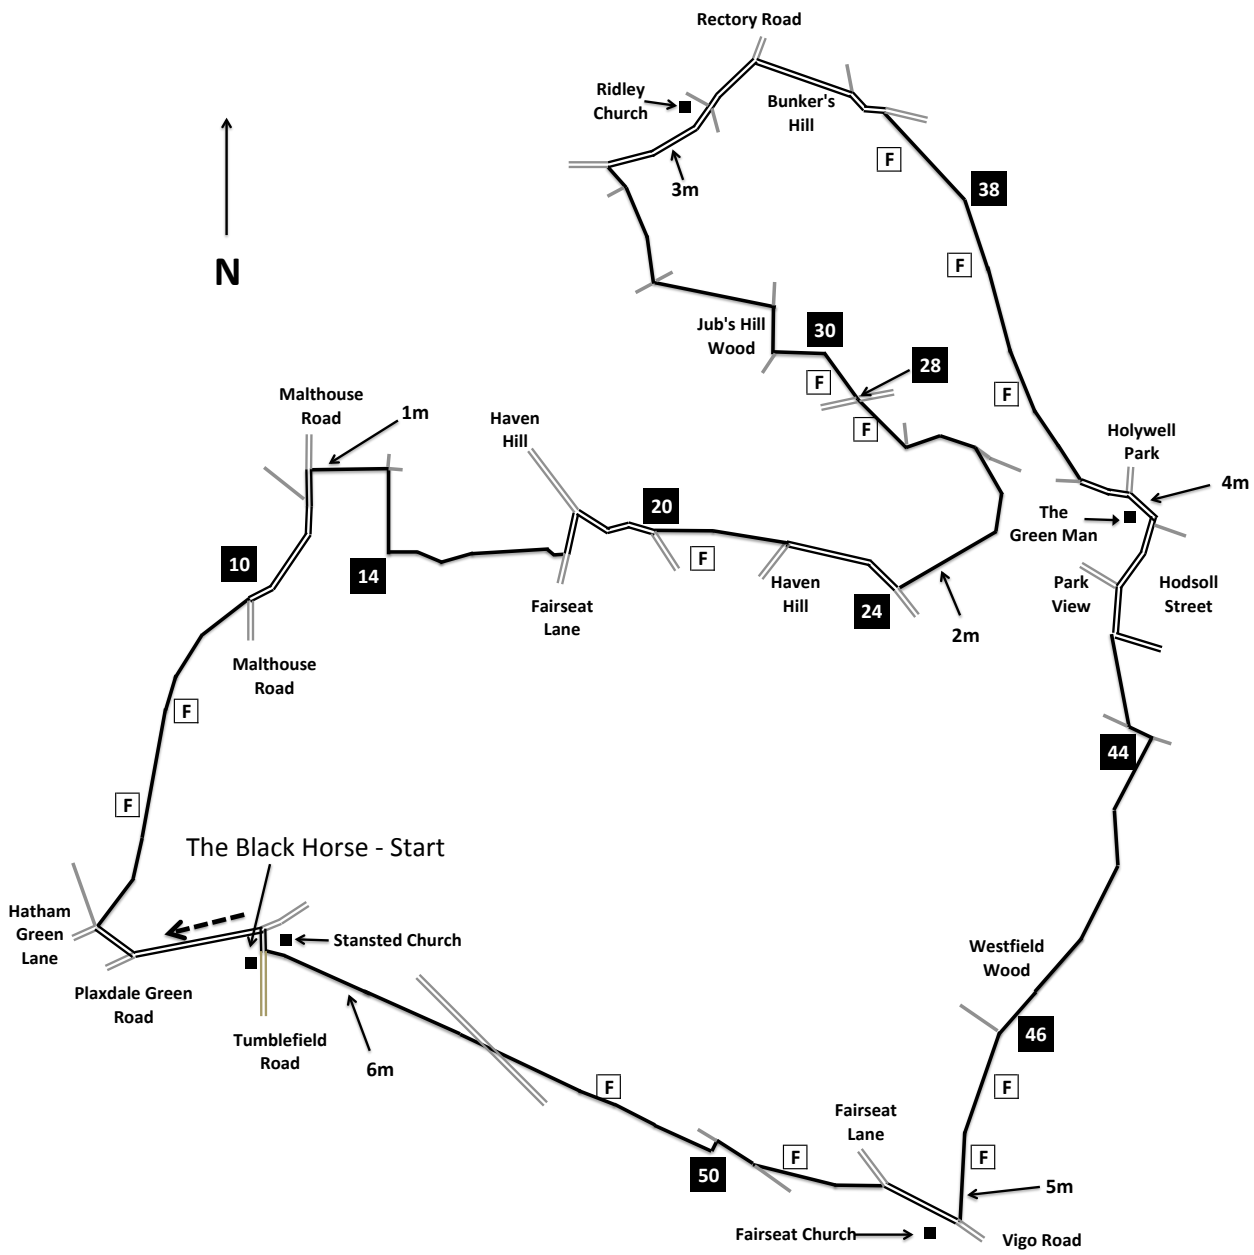 Rectory Road
Ridley
Church
Bunker's
Hill
F
3m
38
N
F
Jub's Hill
Wood
30
28
F
F
F
Malthouse
Road
1m
Haven
Hill
Holywell
Park
4m
The
Green Man
20
F
10
14
Fairseat
Lane
Haven
Hill
24
2m
Park
View
Hodsoll
Street
Malthouse
Road
F
44
F
The Black Horse - Start
Hatham
Green
Lane
Stansted Church
Westfield
Wood
Plaxdale Green
Road
Tumblefield
Road
6m
46
F
F
Fairseat
Lane
50
F
F
5m
Fairseat Church
Vigo Road